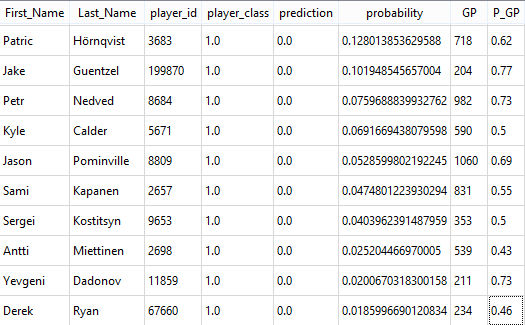 First_Name Last_Name player_id player_class prediction probability GP P_GP
Patric Hörnqvist 3683 1.0 0.0 0.128013853629588 718 0.62
Jake Guentzel 199870 1.0 0.0 0.101948545657004 204 0.77
Petr Nedved 8684 1.0 0.0 0.0759688839932762 982 0.73
Kyle Calder 5671 1.0 0.0 0.0691669438079598 590 0.5
Jason Pominville 8809 1.0 0.0 0.0528599802192245 1060 0.69
Sami Kapanen 2657 1.0 0.0 0.0474801223930294 831 0.55
Sergei Kostitsyn 9653 1.0 0.0 0.0403962391487959 353 0.5
Antti Miettinen 2698 1.0 0.0 0.025204466970005 539 0.43
Yevgeni Dadonov 11859 1.0 0.0 0.0200670318300158 211 0.73
Derek Ryan 67660 1.0 0.0 0.0185996690120834 234 0.46